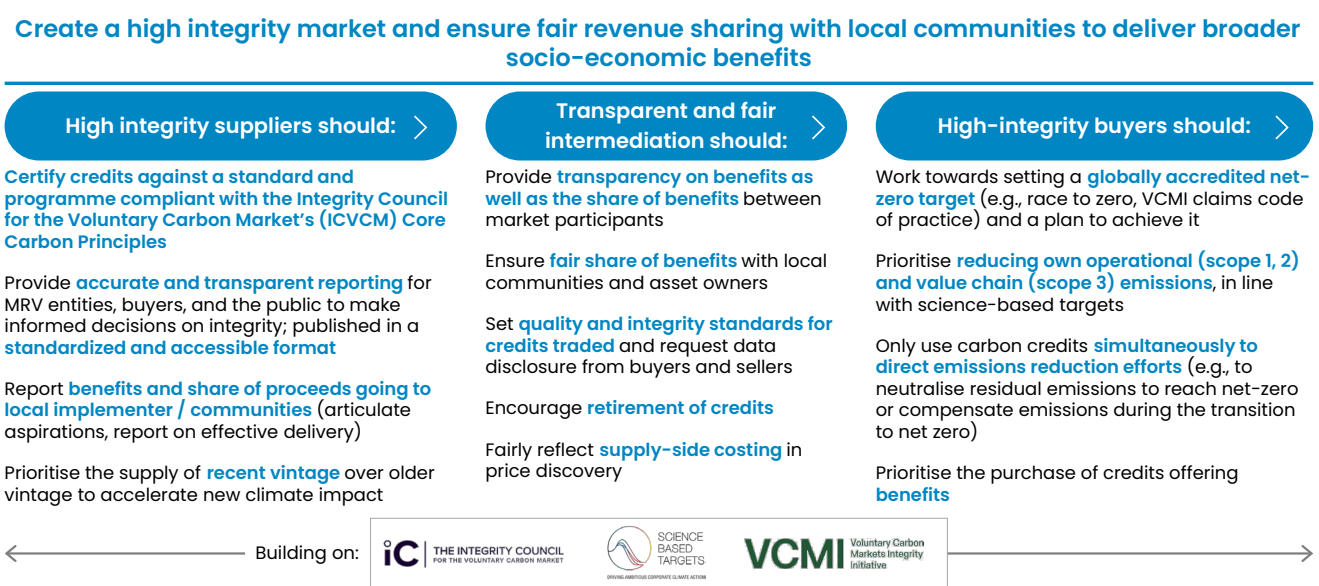 Create a high integrity market and ensure fair revenue sharing with local communities to deliver broader
socio-economic benefits
High integrity suppliers should:
Certify credits against a standard and
programme compliant with the Integrity Council
for the Voluntary Carbon Market's (ICVCM) Core
Carbon Principles
Provide accurate and transparent reporting for
MRV entities, buyers, and the public to make
informed decisions on integrity; published in a
standardized and accessible format
Report benefits and share of proceeds going to
local implementer / communities (articulate
aspirations, report on effective delivery)
Prioritise the supply of recent vintage over older
vintage to accelerate new climate impact
Transparent and fair
intermediation should:
Provide transparency on benefits as
well as the share of benefits between
market participants
Ensure fair share of benefits with local
communities and asset owners
Set quality and integrity standards for
credits traded and request data
disclosure from buyers and sellers
Encourage retirement of credits
Fairly reflect supply-side costing in
price discovery
High-integrity buyers should:
Work towards setting a globally accredited net-
zero target (e.g., race to zero, VCMI claims code
of practice) and a plan to achieve it
Prioritise reducing own operational (scope 1, 2)
and value chain (scope 3) emissions, in line
with science-based targets
Only use carbon credits simultaneously to
direct emissions reduction efforts (e.g., to
neutralise residual emissions to reach net-zero
or compensate emissions during the transition
to net zero)
Prioritise the purchase of credits offering
benefits
Building on:
iC
THE INTEGRITY COUNCIL
FOR THE VOLUNTARY CARBON MARKET
SCIENCE
BASED
TARGETS
DRIVING AMBITIOUS CORPORATE CLIMATE ACTION
VCMI
Voluntary Carbon
Markets Integrity
Initiative